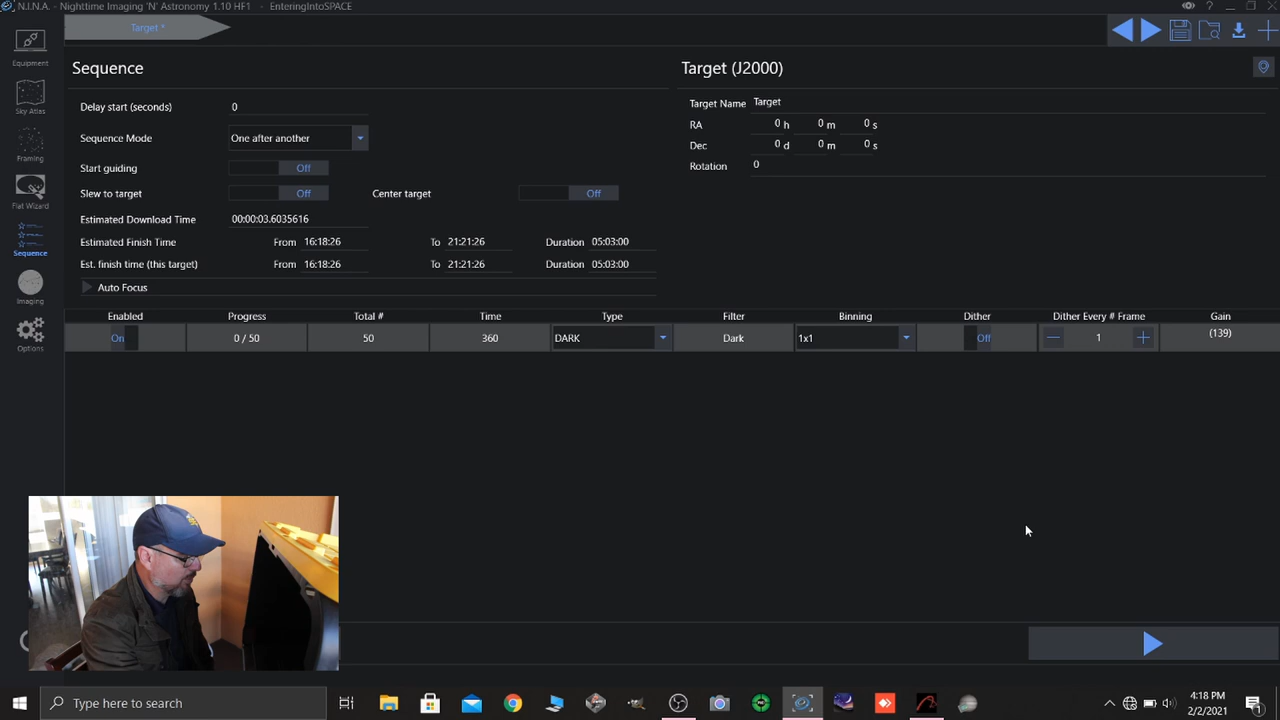 N.I.N.A. - Nighttime Imaging 'N' Astronomy 1.10 HF1 - EnteringIntoSPACE
Target *
Equipment
Sky Atlas
Framing
Flat Wizard
Sequence
Imaging
Options
Sequence
Delay start (seconds) 0
Sequence Mode One after another
Start guiding Off
Slew to target Off Center target Off
Estimated Download Time 00:00:03.6035616
Estimated Finish Time From 16:18:26 To 21:21:26 Duration 05:03:00
Est. finish time (this target) From 16:18:26 To 21:21:26 Duration 05:03:00
Auto Focus
Target (J2000)
Target Name Target
RA 0 h 0 m 0 s
Dec 0 d 0 m 0 s
Rotation 0
Enabled Progress Total # Time Type Filter Binning Dither Dither Every # Frame Gain
On 0 / 50 50 360 DARK Dark 1x1 Off 1 (139)
Type here to search
4:18 PM
2/2/2021